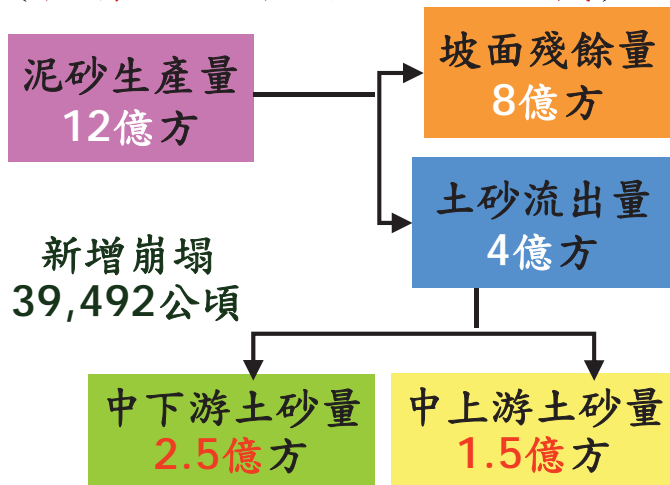 泥砂生產量
12億方
坡面殘餘量
8億方
土砂流出量
4億方
新增崩塌
39,492公頃
中下游土砂量
2.5億方
中上游土砂量
1.5億方